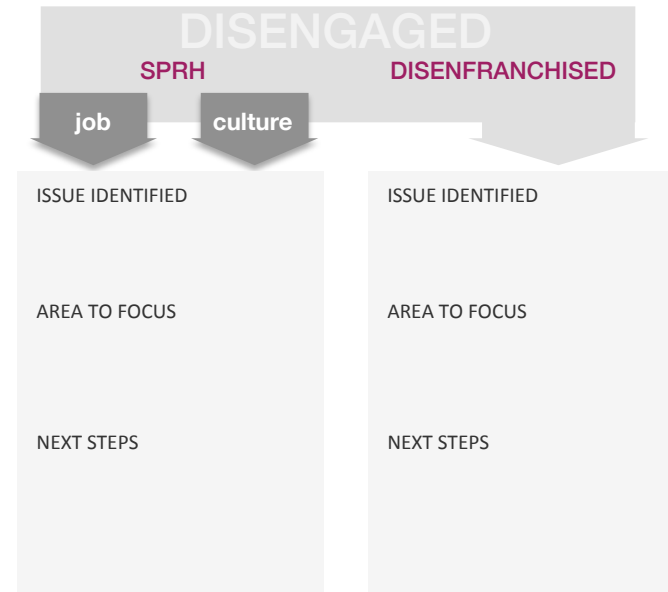 DISENGAGED
SPRH
DISENFRANCHISED
job
culture
ISSUE IDENTIFIED
AREA TO FOCUS
NEXT STEPS
ISSUE IDENTIFIED
AREA TO FOCUS
NEXT STEPS